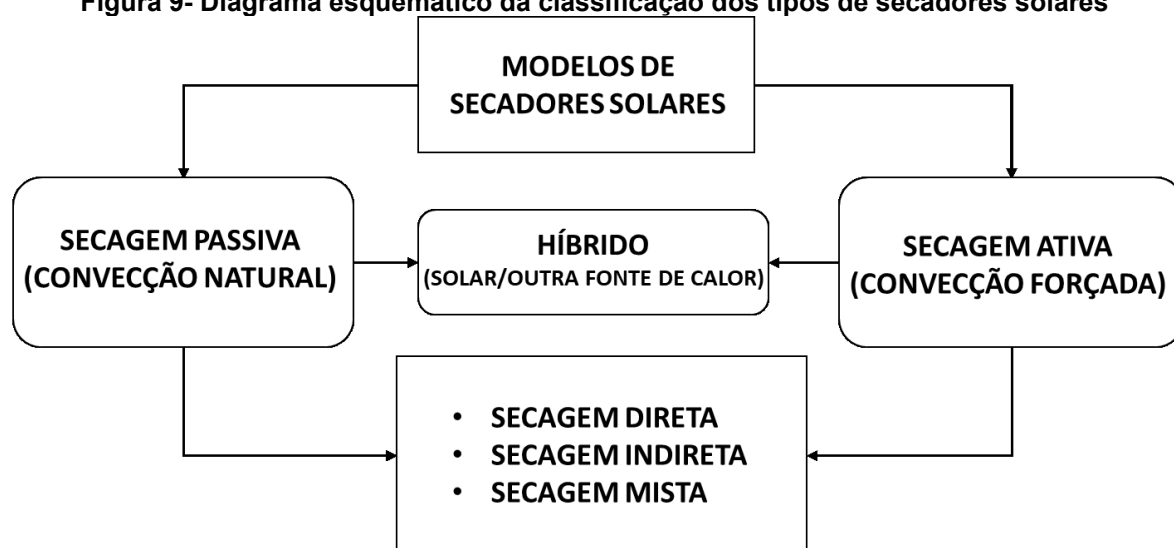 Figura 9- Diagrama esquemático da classificação dos tipos de secadores solares
MODELOS DE
SECADORES SOLARES
SECAGEM PASSIVA
(CONVECÇÃO NATURAL)
HÍBRIDO
(SOLAR/OUTRA FONTE DE CALOR)
SECAGEM ATIVA
(CONVECÇÃO FORÇADA)
• SECAGEM DIRETA
• SECAGEM INDIRETA
• SECAGEM MISTA